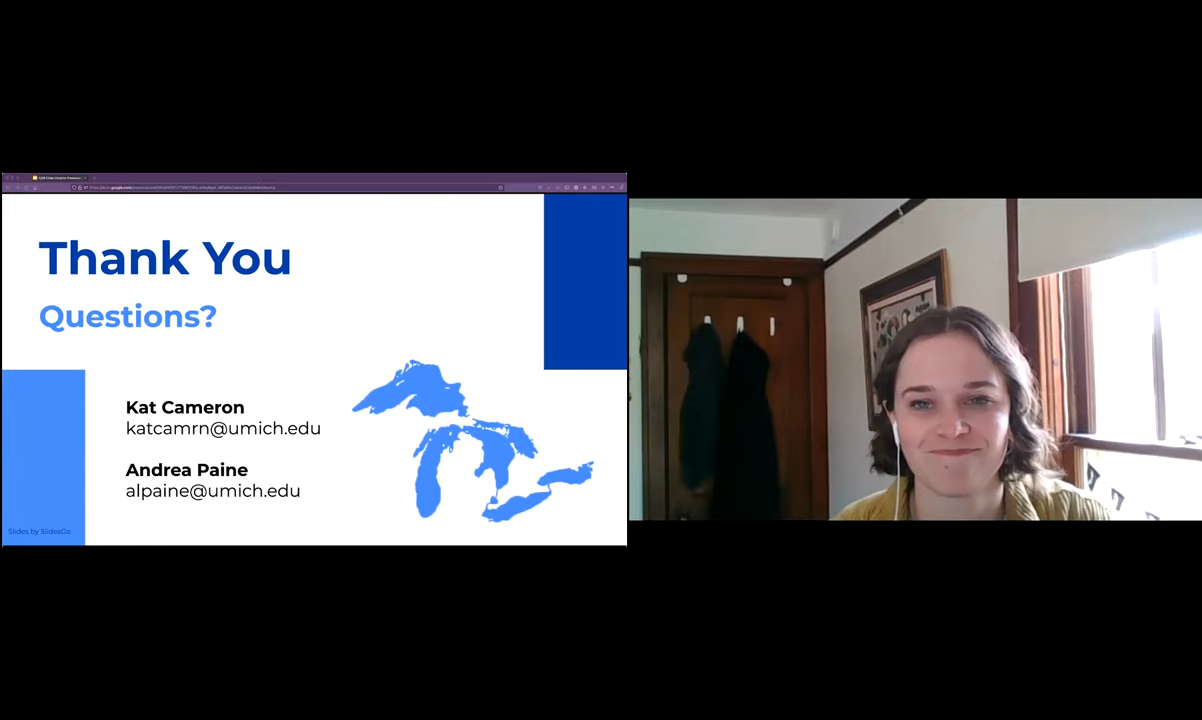 Thank You
Questions?
Kat Cameron
katcamrn@umich.edu
Andrea Paine
alpaine@umich.edu
Slides by SlidesGo